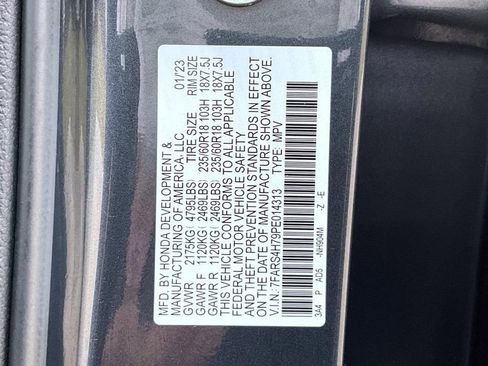 MFD. BY HONDA DEVELOPMENT &
MANUFACTURING OF AMERICA, LLC 01/23
GVWR 2175KG( 4795LBS) TIRE SIZE RIM SIZE
GAWR F 1120KG( 2469LBS) 235/60R18 103H 18X7.5J
GAWR R 1120KG( 2469LBS) 235/60R18 103H 18X7.5J
THIS VEHICLE CONFORMS TO ALL APPLICABLE
FEDERAL MOTOR VEHICLE SAFETY
AND THEFT PREVENTION STANDARDS IN EFFECT
ON THE DATE OF MANUFACTURE SHOWN ABOVE.
V.I.N.: 7FARS4H79PE014313 TYPE: MPV
3A4 P AD5 -NH904M -Z -E